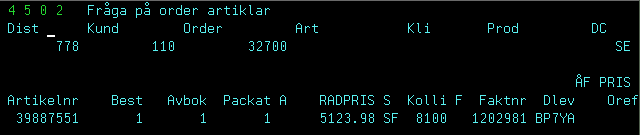 4 5 0 2 Fråga på order artiklar
Dist Kund Order Art Kli Prod DC
778 110 32700 SE
ÅF PRIS
Artikelnr Best Avbok Packat A RADPRIS S Kolli F Faktnr Dlev Oref
39887551 1 1 1 5123.98 SF 8100 1202981 BP7YA